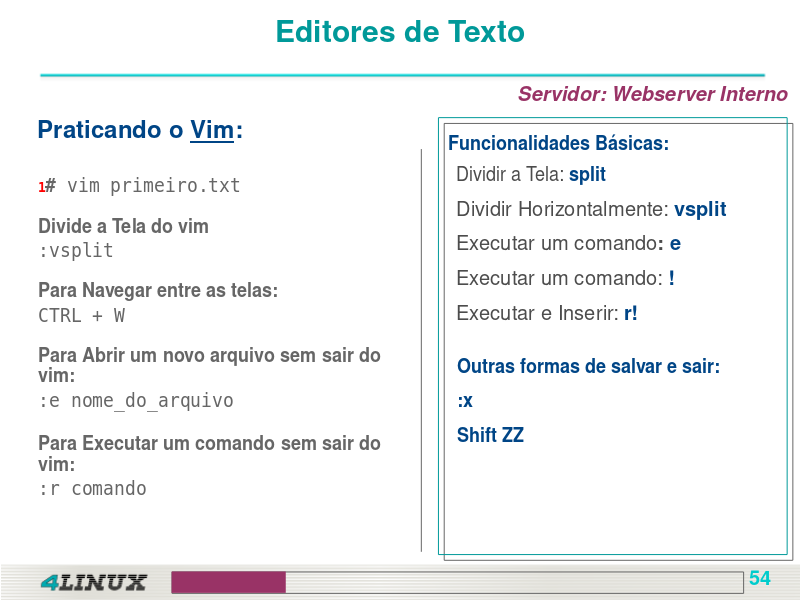 Editores de Texto
Servidor: Webserver Interno
Praticando o Vim:
1# vim primeiro.txt
Divide a Tela do vim
:vsplit
Para Navegar entre as telas:
CTRL + W
Para Abrir um novo arquivo sem sair do
vim:
:e nome_do_arquivo
Para Executar um comando sem sair do
vim:
:r comando
Funcionalidades Básicas:
Dividir a Tela: split
Dividir Horizontalmente: vsplit
Executar um comando: e
Executar um comando: !
Executar e Inserir: r!
Outras formas de salvar e sair:
:x
Shift ZZ
4LINUX
54